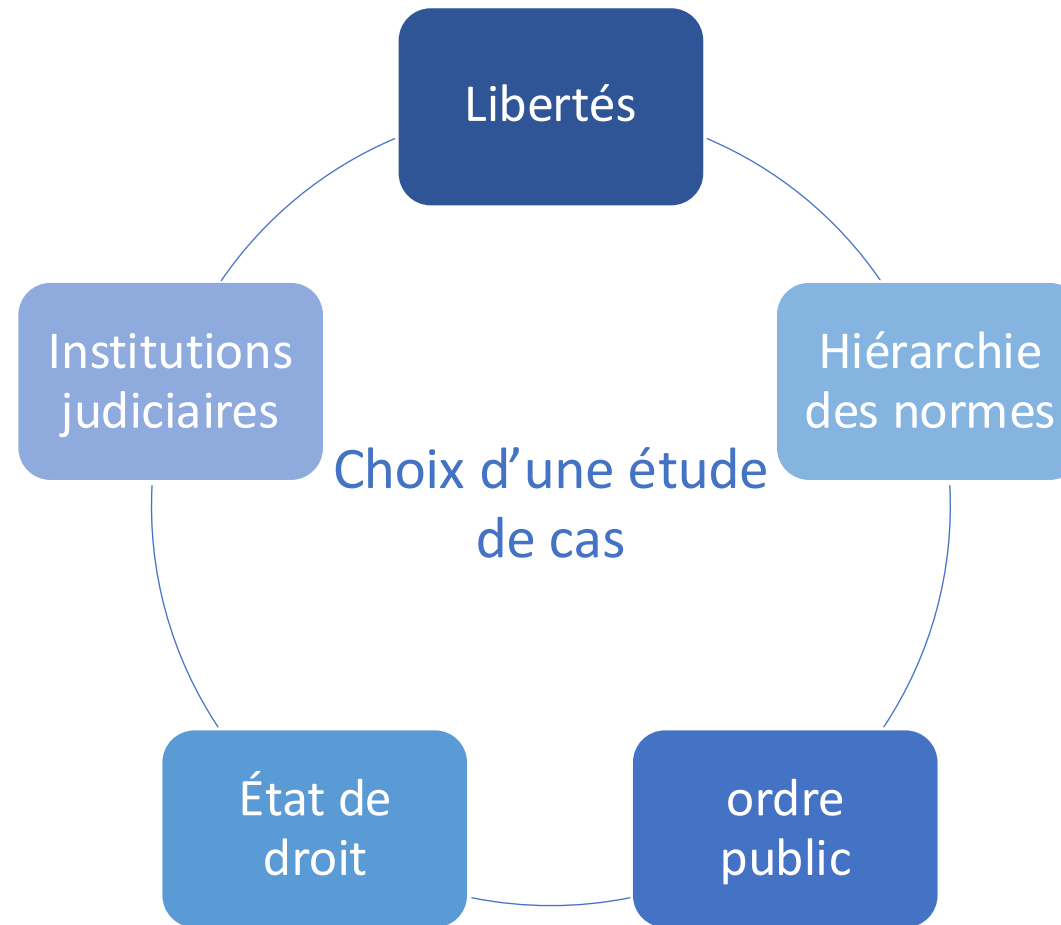 Libertés
Hiérarchie
des normes
ordre
public
État de
droit
Institutions
judiciaires
Choix d’une étude
de cas